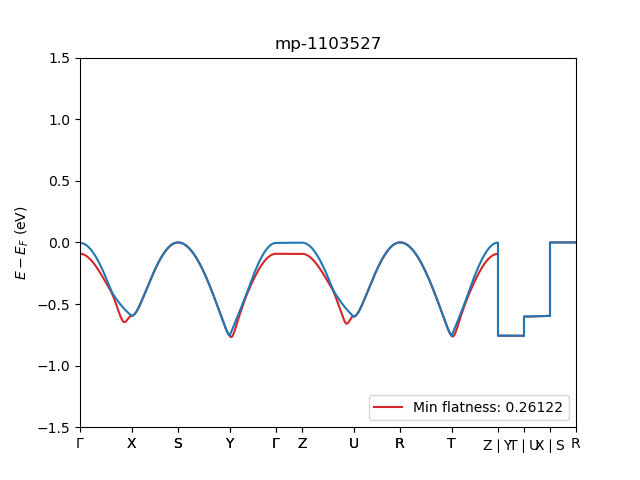 mp-1103527
E − E_F (eV)
1.5
1.0
0.5
0.0
−0.5
−1.0
−1.5
Min flatness: 0.26122
Γ X S Y Γ Z U R T Z | Y T | U X | S R